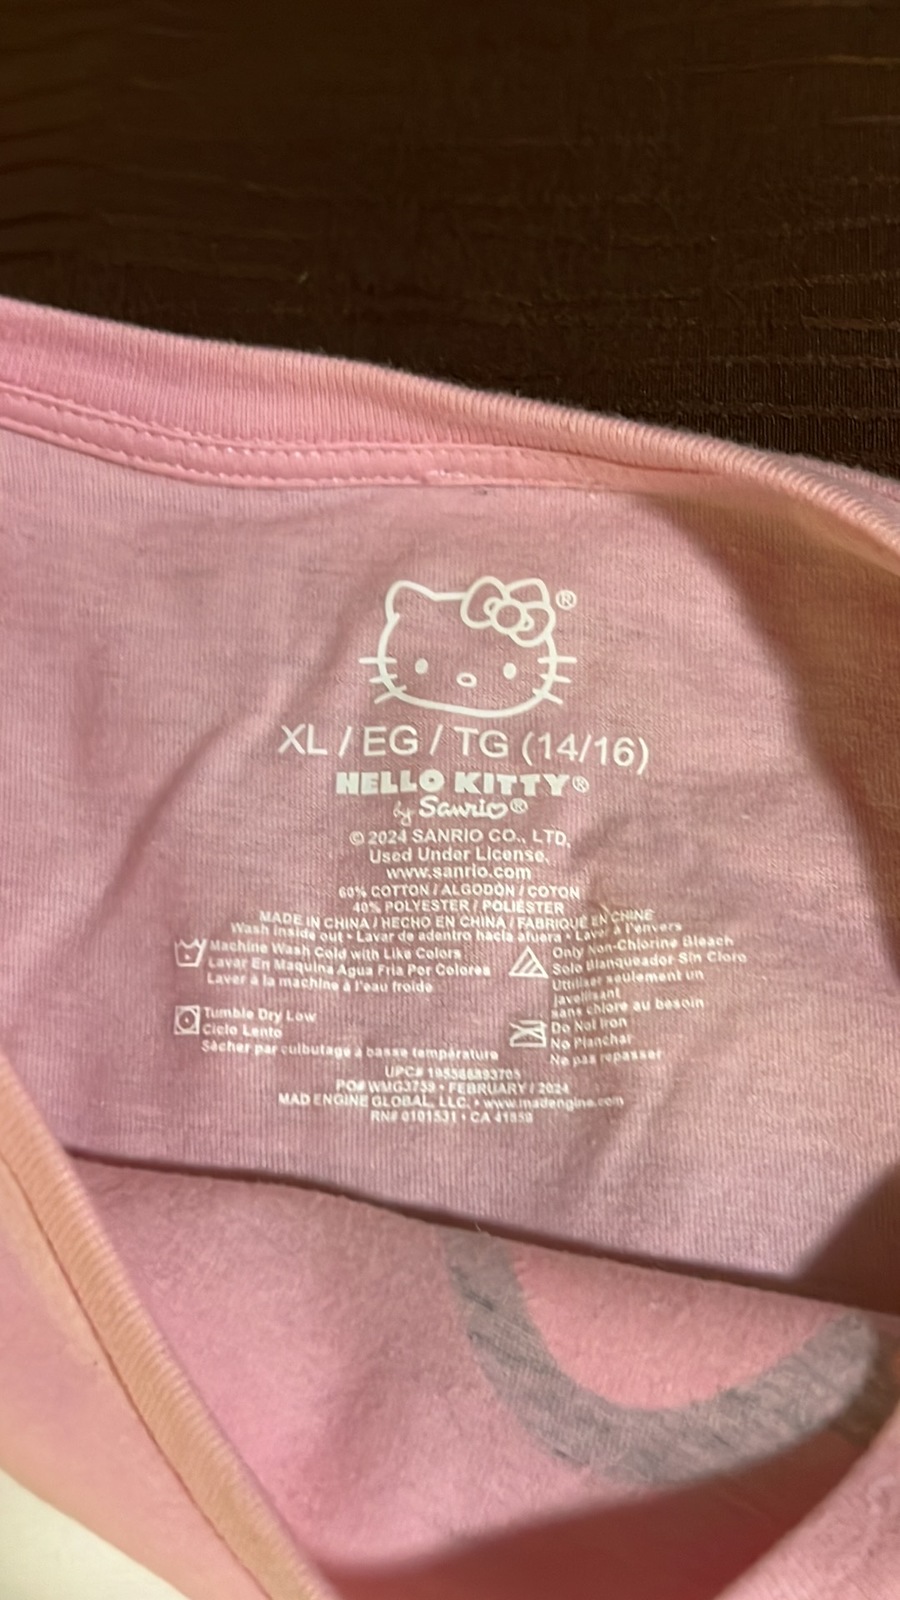 ®
XL / EG / TG (14/16)
HELLO KITTY®
by Sanrio®
© 2024 SANRIO CO., LTD.
Used Under License.
www.sanrio.com
60% COTTON / ALGODÓN / COTON
40% POLYESTER / POLIÉSTER
MADE IN CHINA / HECHO EN CHINA / FABRIQUÉ EN CHINE
Wash inside out • Lavar de adentro hacia afuera • Laver à l'envers
Machine Wash Cold with Like Colors
Lavar En Maquina Agua Fria Por Colores
Laver à la machine à l'eau froide
Only Non-Chlorine Bleach
Solo Blanqueador Sin Cloro
Utiliser seulement un
javellisant
sans chlore au besoin
Tumble Dry Low
Ciclo Lento
Sécher par culbutage à basse température
Do Not Iron
No Planchar
Ne pas repasser
UPC#
PO# WMG3759 • FEBRUARY / 2024
MAD ENGINE GLOBAL, LLC. • www.madengine.com
RN# 0101531 • CA 41559